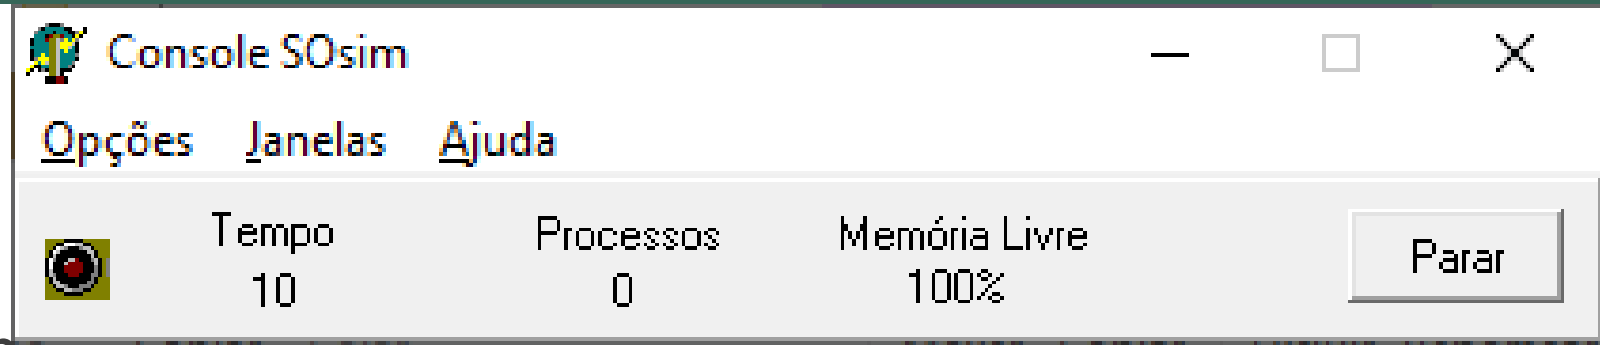 Console SOsim
Opções Janelas Ajuda
Tempo Processos Memória Livre
10 0 100%
Parar